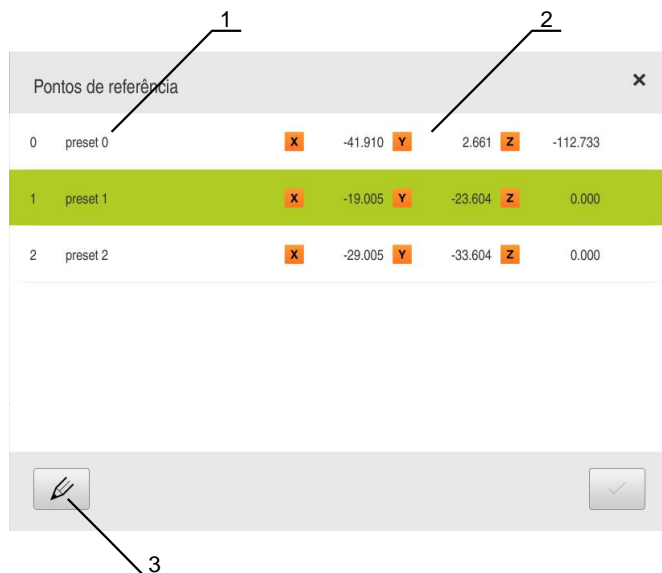 1 2
Pontos de referência ×
0 preset 0 X -41.910 Y 2.661 Z -112.733
1 preset 1 X -19.005 Y -23.604 Z 0.000
2 preset 2 X -29.005 Y -33.604 Z 0.000
3